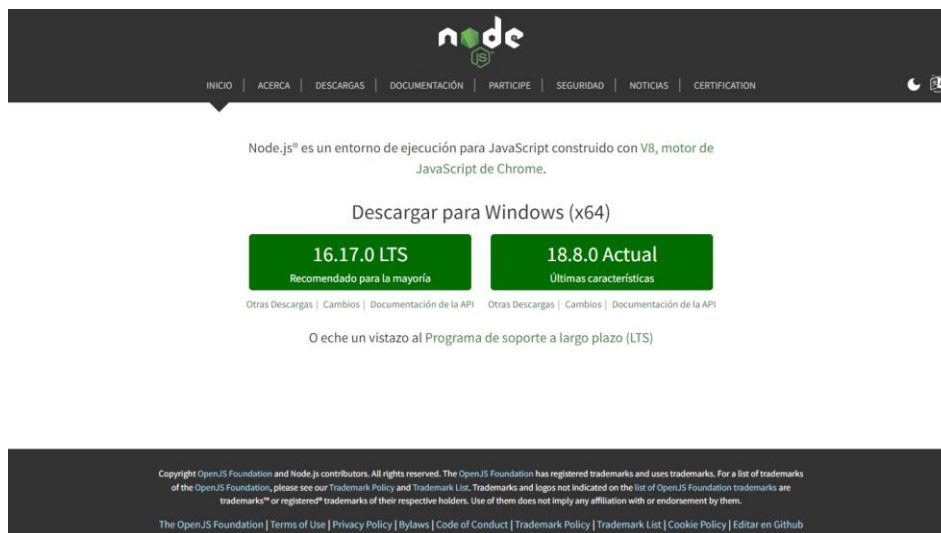 node
JS
INICIO | ACERCA | DESCARGAS | DOCUMENTACIÓN | PARTICIPE | SEGURIDAD | NOTICIAS | CERTIFICATION
Node.js® es un entorno de ejecución para JavaScript construido con V8, motor de
JavaScript de Chrome.
Descargar para Windows (x64)
16.17.0 LTS
Recomendado para la mayoría
18.8.0 Actual
Últimas características
Otras Descargas | Cambios | Documentación de la API
Otras Descargas | Cambios | Documentación de la API
O eche un vistazo al Programa de soporte a largo plazo (LTS)
Copyright OpenJS Foundation and Node.js contributors. All rights reserved. The OpenJS Foundation has registered trademarks and uses trademarks. For a list of trademarks
of the OpenJS Foundation, please see our Trademark Policy and Trademark List. Trademarks and logos not indicated on the list of OpenJS Foundation trademarks are
trademarks™ or registered® trademarks of their respective holders. Use of them does not imply any affiliation with or endorsement by them.
The OpenJS Foundation | Terms of Use | Privacy Policy | Bylaws | Code of Conduct | Trademark Policy | Trademark List | Cookie Policy | Editar en Github